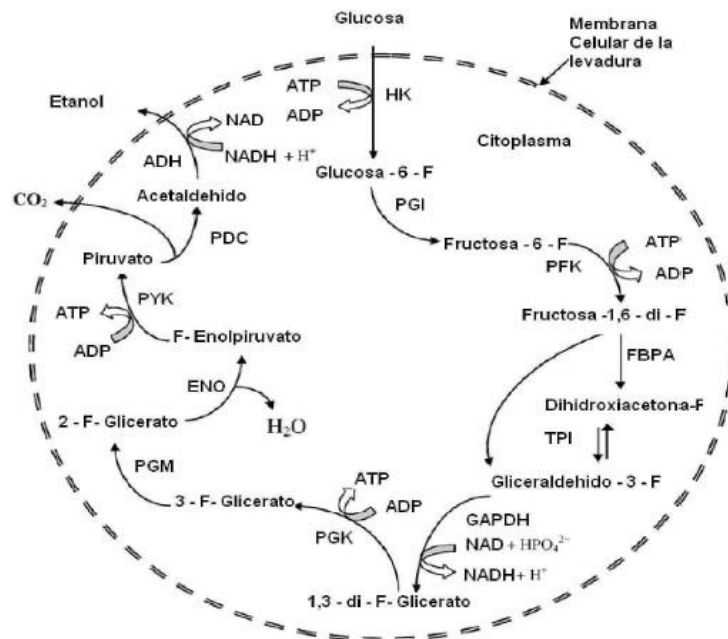 Glucosa
Membrana
Celular de la
levadura
ATP
ADP
HK
Citoplasma
Glucosa - 6 - F
PGI
Fructosa - 6 - F
PFK
ATP
ADP
Fructosa -1,6 - di - F
FBPA
Dihidroxiacetona-F
TPI
Gliceraldehido - 3 - F
GAPDH
NAD + HPO₄²⁻
NADH + H⁺
1,3 - di - F- Glicerato
PGK
ATP
ADP
3 - F- Glicerato
PGM
2 - F- Glicerato
ENO
H₂O
F- Enolpiruvato
PYK
ATP
ADP
Piruvato
PDC
CO₂
Acetaldehido
ADH
NAD
NADH + H⁺
Etanol